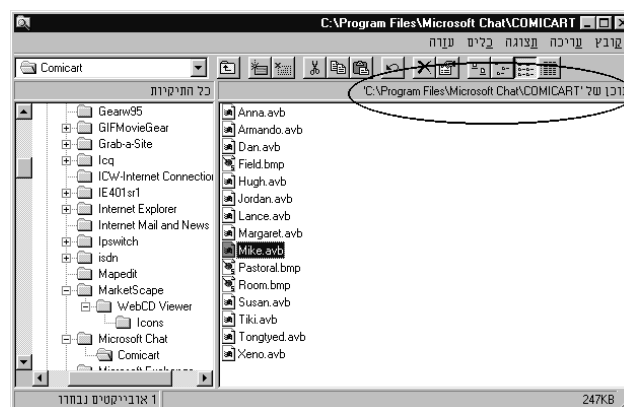 C:\Program Files\Microsoft Chat\COMICART
קובץ עריכה תצוגה כלים עזרה
Comicart
כל התיקיות
תוכן של 'C:\Program Files\Microsoft Chat\COMICART'
Gearw95
GIFMovieGear
Grab-a-Site
Icq
ICW-Internet Connection
IE401sr1
Internet Explorer
Internet Mail and News
Ipswitch
isdn
Mapedit
MarketScape
WebCD Viewer
Icons
Microsoft Chat
Comicart
Microsoft Exchange
Anna.avb
Armando.avb
Dan.avb
Field.bmp
Hugh.avb
Jordan.avb
Lance.avb
Margaret.avb
Mike.avb
Pastoral.bmp
Room.bmp
Susan.avb
Tiki.avb
Tongtyed.avb
Xeno.avb
1 אובייקטים נבחרו
247KB